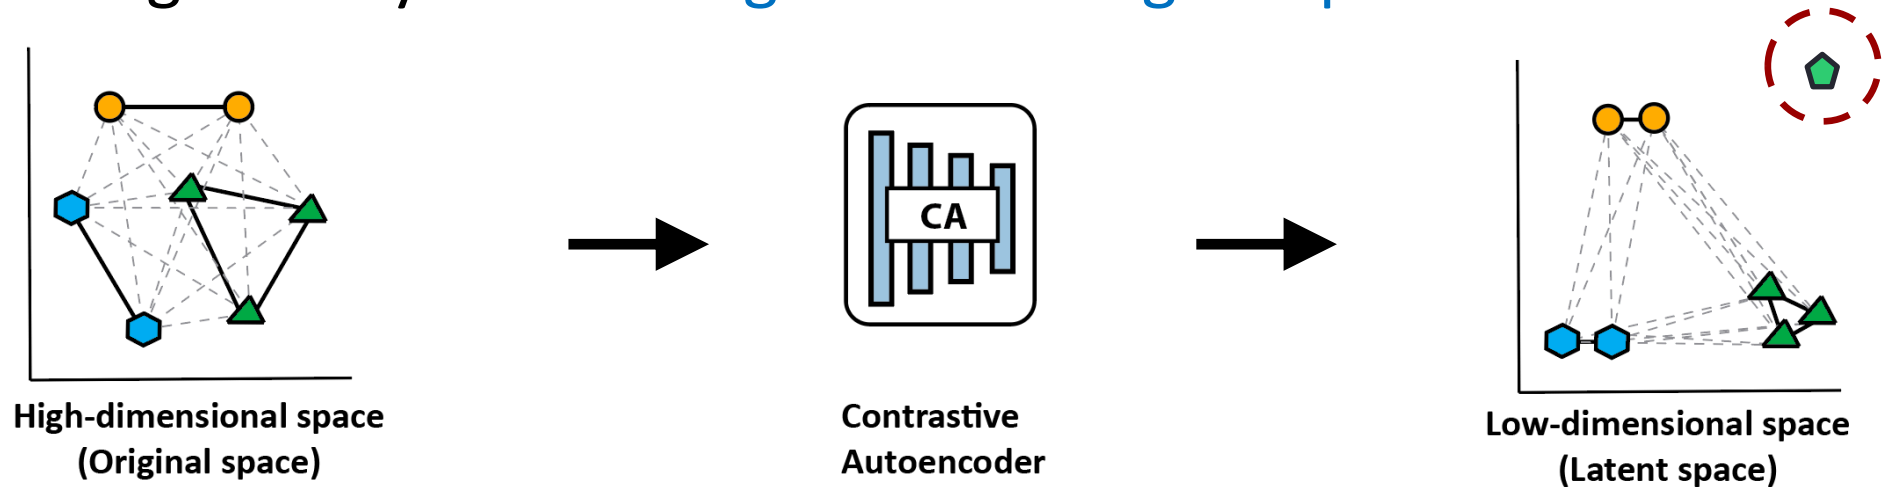 CA
High-dimensional space
(Original space)
Contrastive
Autoencoder
Low-dimensional space
(Latent space)